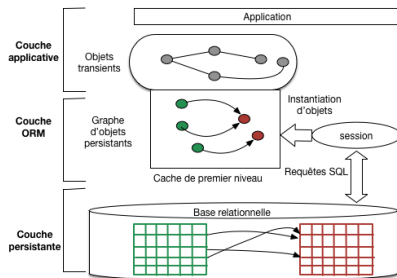 Application
Couche
applicative
Objets
transients
Couche
ORM
Graphe
d'objets
persistants
Instantiation
d'objets
session
Cache de premier niveau
Requêtes SQL
Couche
persistante
Base relationnelle